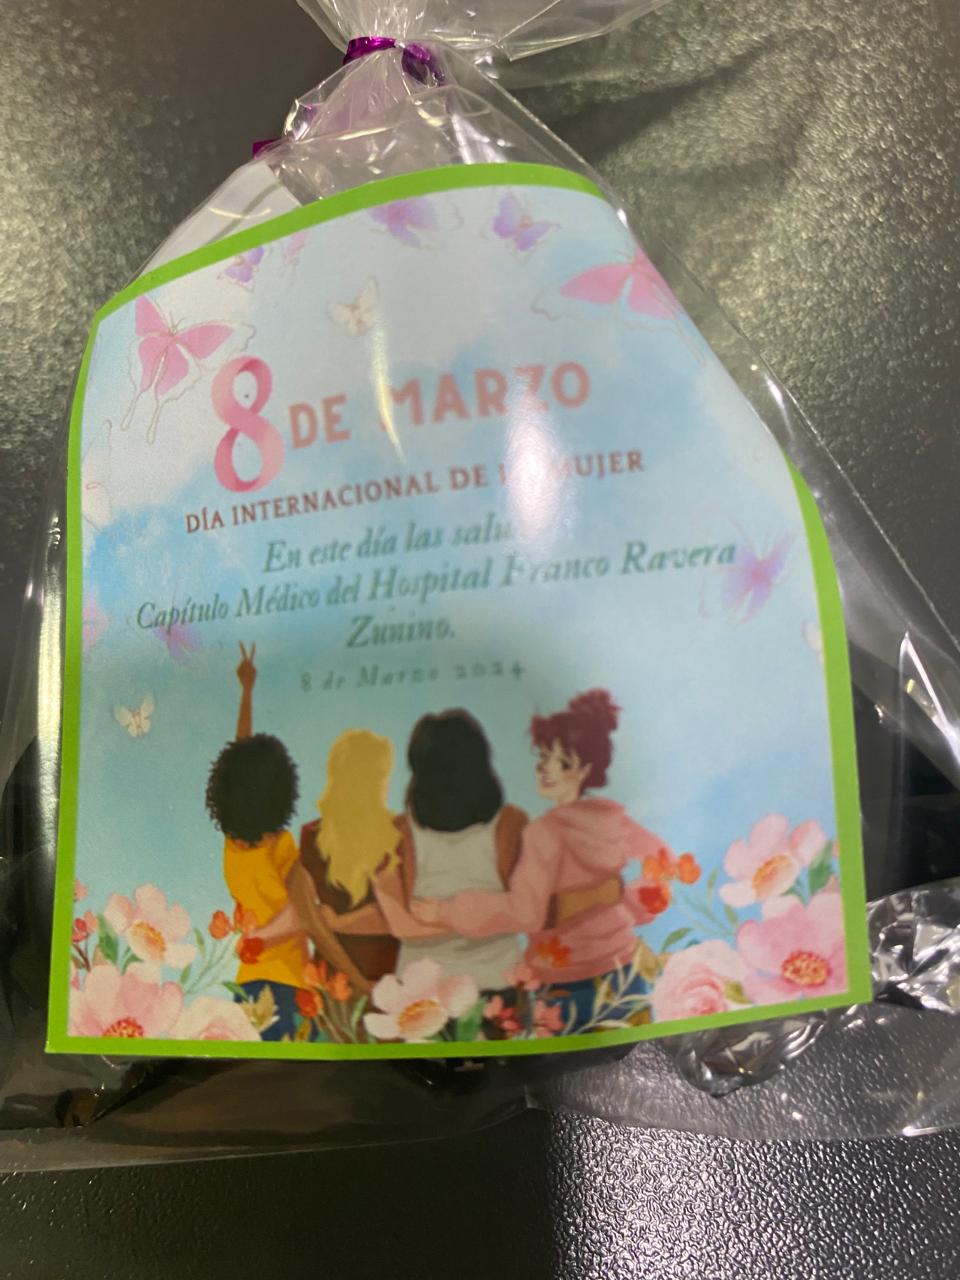 8 DE MARZO
DÍA INTERNACIONAL DE MUJER
En este día las
Capítulo Médico del Hospital Franco Ravera
Zunino.
8 de Marzo 2024